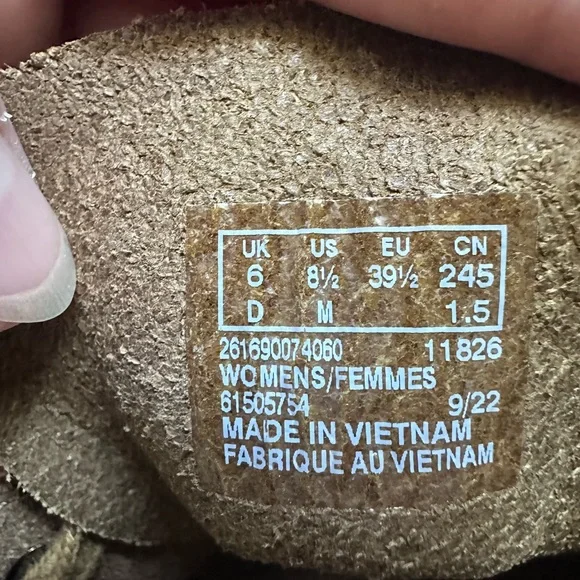 UK US EU CN
6 8½ 39½ 245
D M 1.5
261690074060 11826
WOMENS/FEMMES
61505754 9/22
MADE IN VIETNAM
FABRIQUE AU VIETNAM